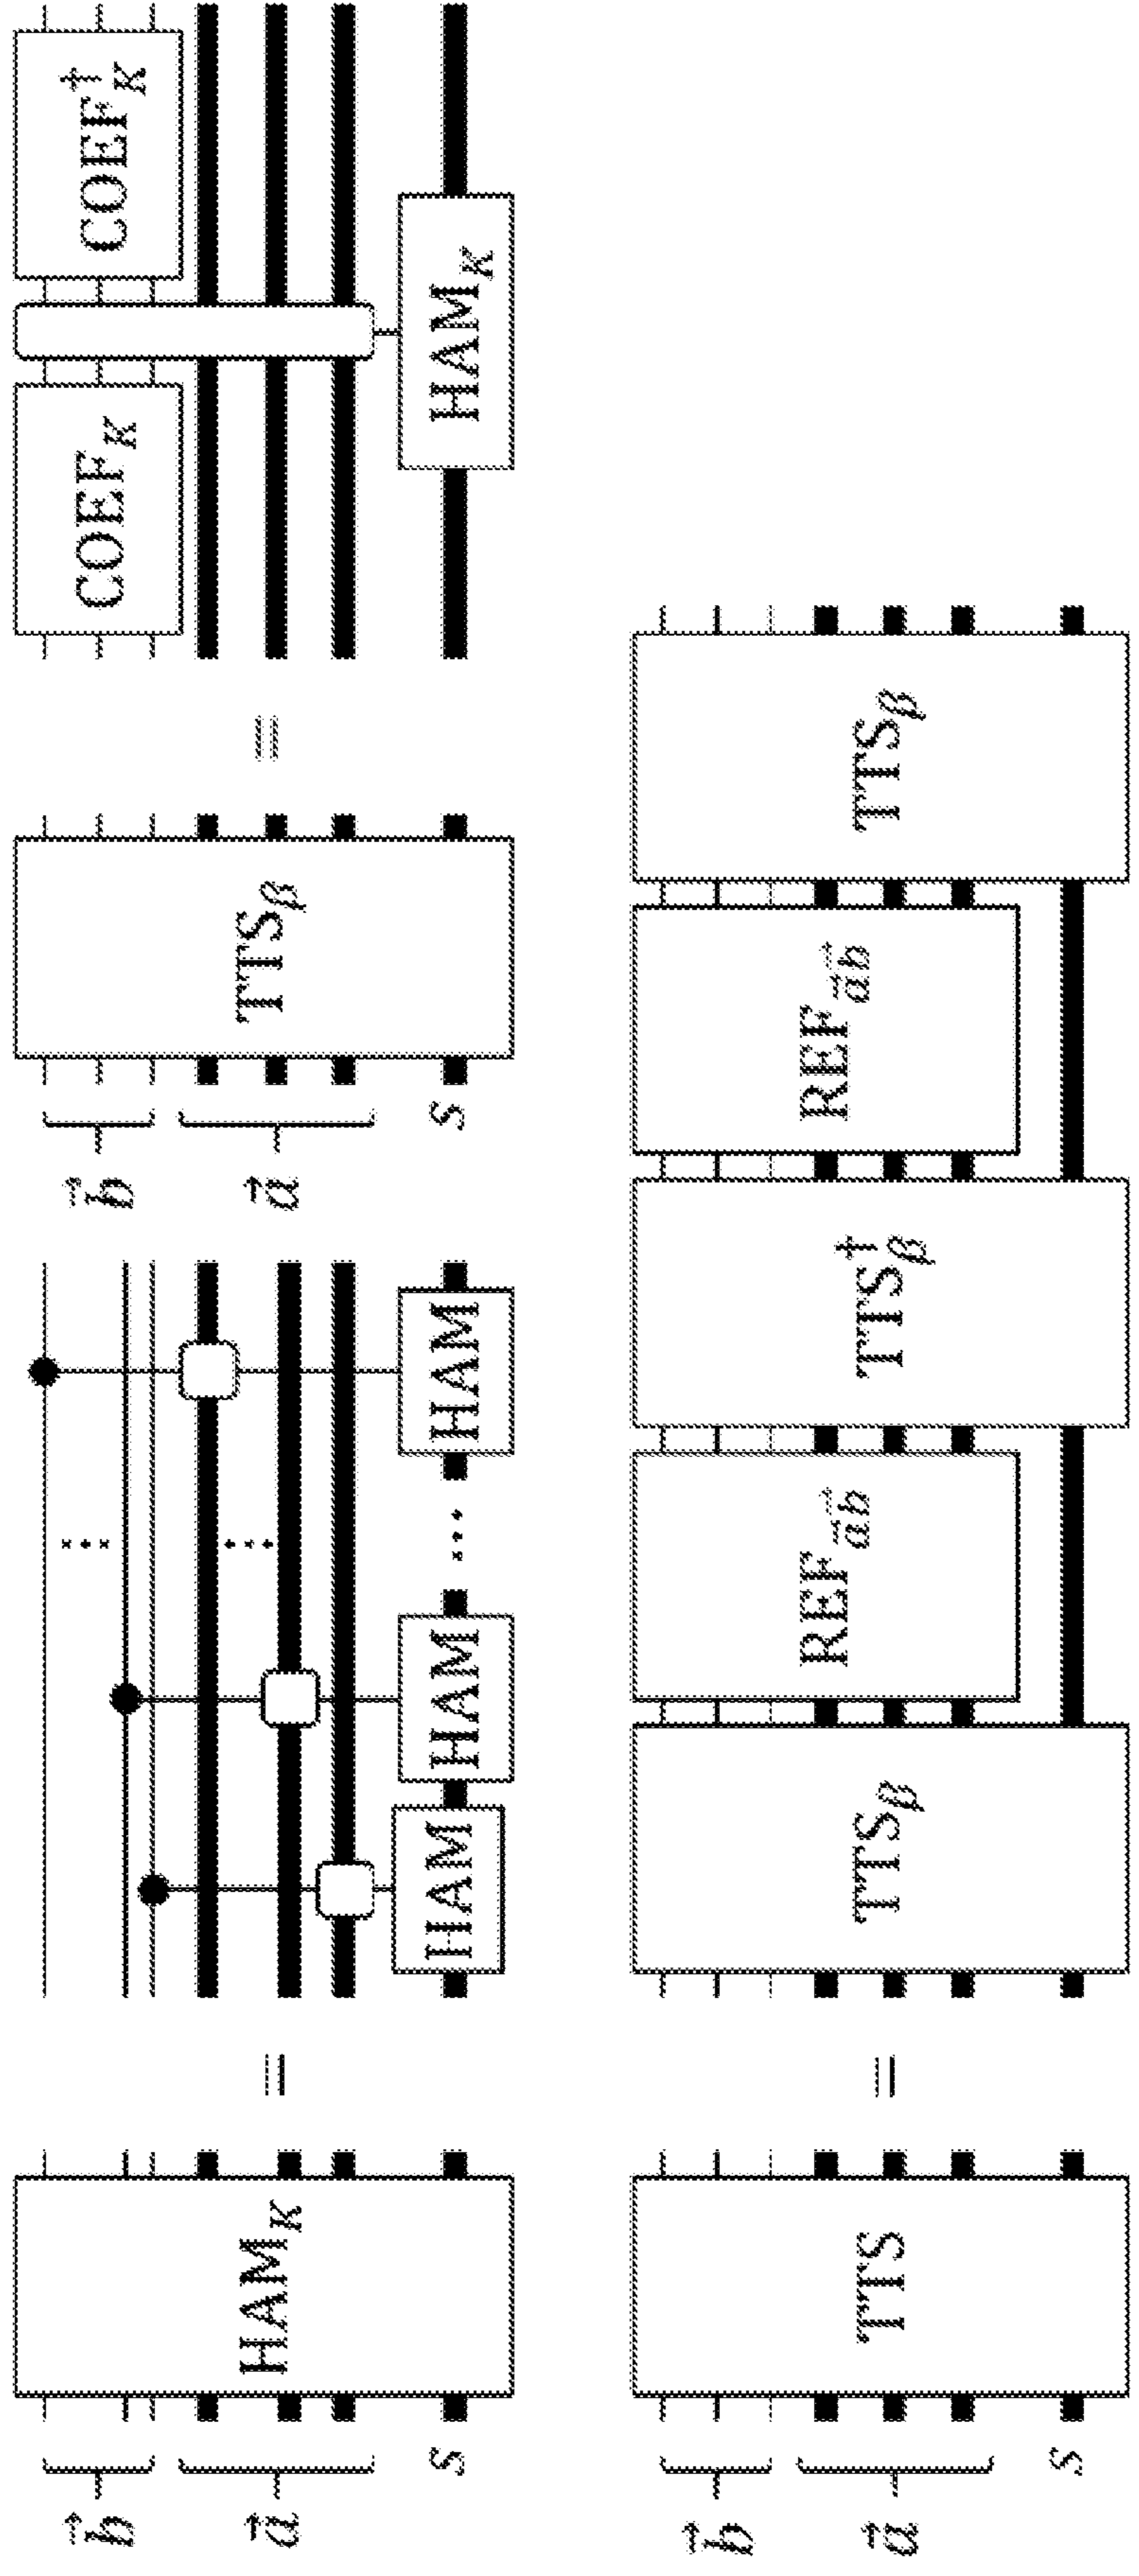 b⃗
a⃗
s
HAM_K
=
HAM
HAM
...
HAM
b⃗
a⃗
s
TTS_β
=
COEF_K
COEF_K^†
HAM_K
b⃗
a⃗
s
TTS
=
TTS_β
REF_a⃗b⃗
TTS_β^†
REF_a⃗b⃗
TTS_β